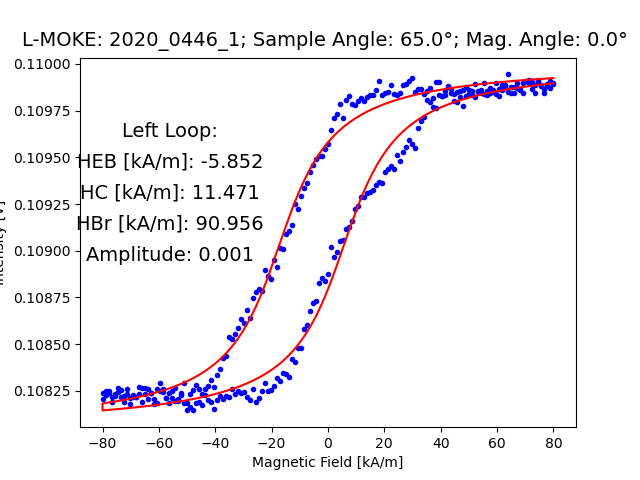 L-MOKE: 2020_0446_1; Sample Angle: 65.0°; Mag. Angle: 0.0°
0.11000
0.10975
0.10950
0.10925
0.10900
0.10875
0.10850
0.10825
Left Loop:
HEB [kA/m]: -5.852
HC [kA/m]: 11.471
HBr [kA/m]: 90.956
Amplitude: 0.001
−80 −60 −40 −20 0 20 40 60 80
Magnetic Field [kA/m]